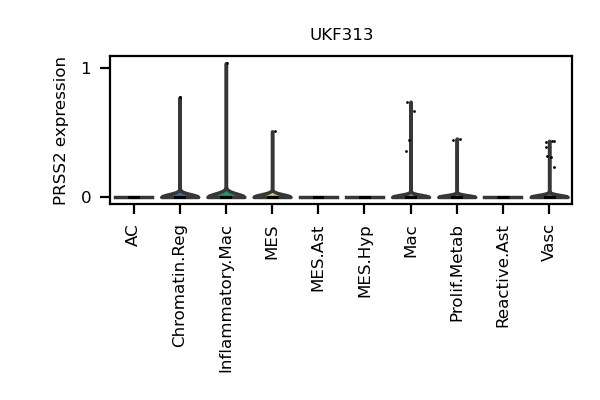 UKF313
PRSS2 expression
1
0
AC
Chromatin.Reg
Inflammatory.Mac
MES
MES.Ast
MES.Hyp
Mac
Prolif.Metab
Reactive.Ast
Vasc